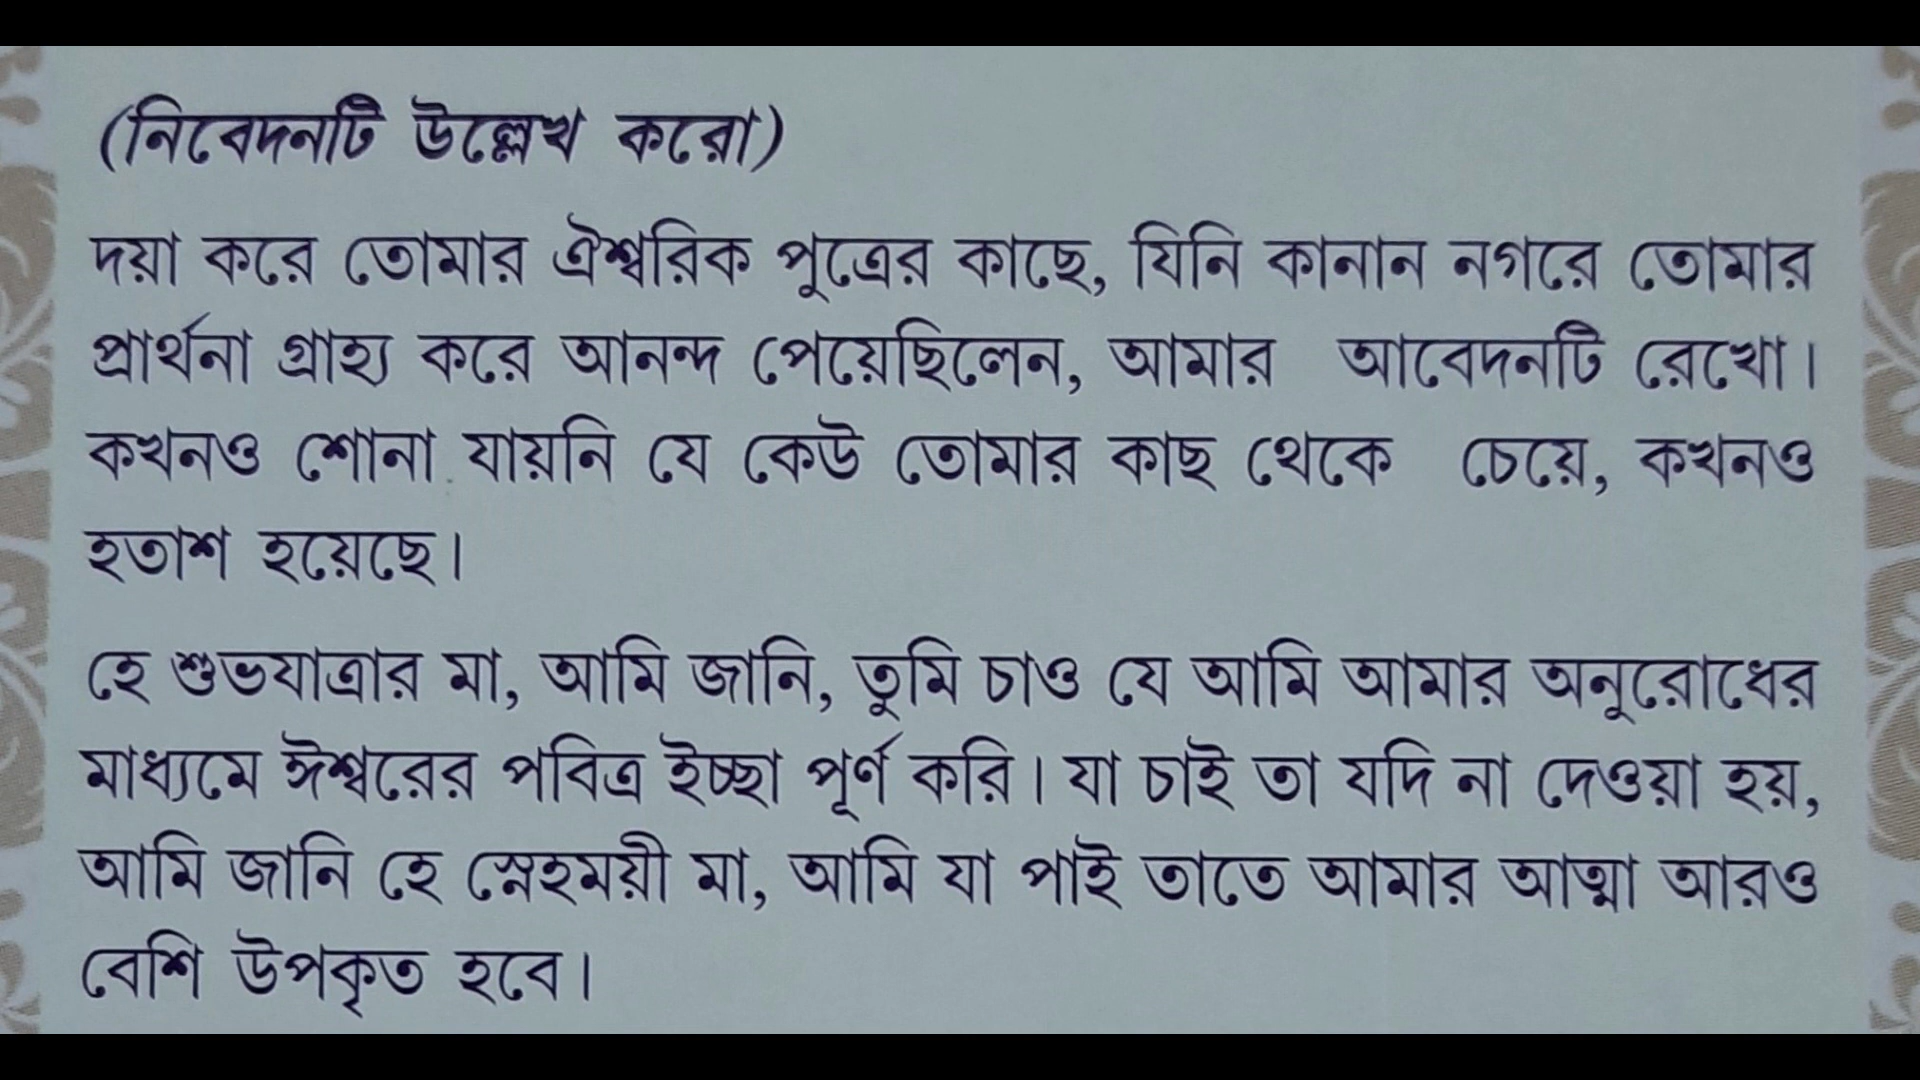 (নিবেদনটি উল্লেখ করো)
দয়া করে তোমার ঐশ্বরিক পুত্রের কাছে, যিনি কানান নগরে তোমার
প্রার্থনা গ্রাহ্য করে আনন্দ পেয়েছিলেন, আমার আবেদনটি রেখো।
কখনও শোনা যায়নি যে কেউ তোমার কাছ থেকে চেয়ে, কখনও
হতাশ হয়েছে।
হে শুভযাত্রার মা, আমি জানি, তুমি চাও যে আমি আমার অনুরোধের
মাধ্যমে ঈশ্বরের পবিত্র ইচ্ছা পূর্ণ করি। যা চাই তা যদি না দেওয়া হয়,
আমি জানি হে স্নেহময়ী মা, আমি যা পাই তাতে আমার আত্মা আরও
বেশি উপকৃত হবে।